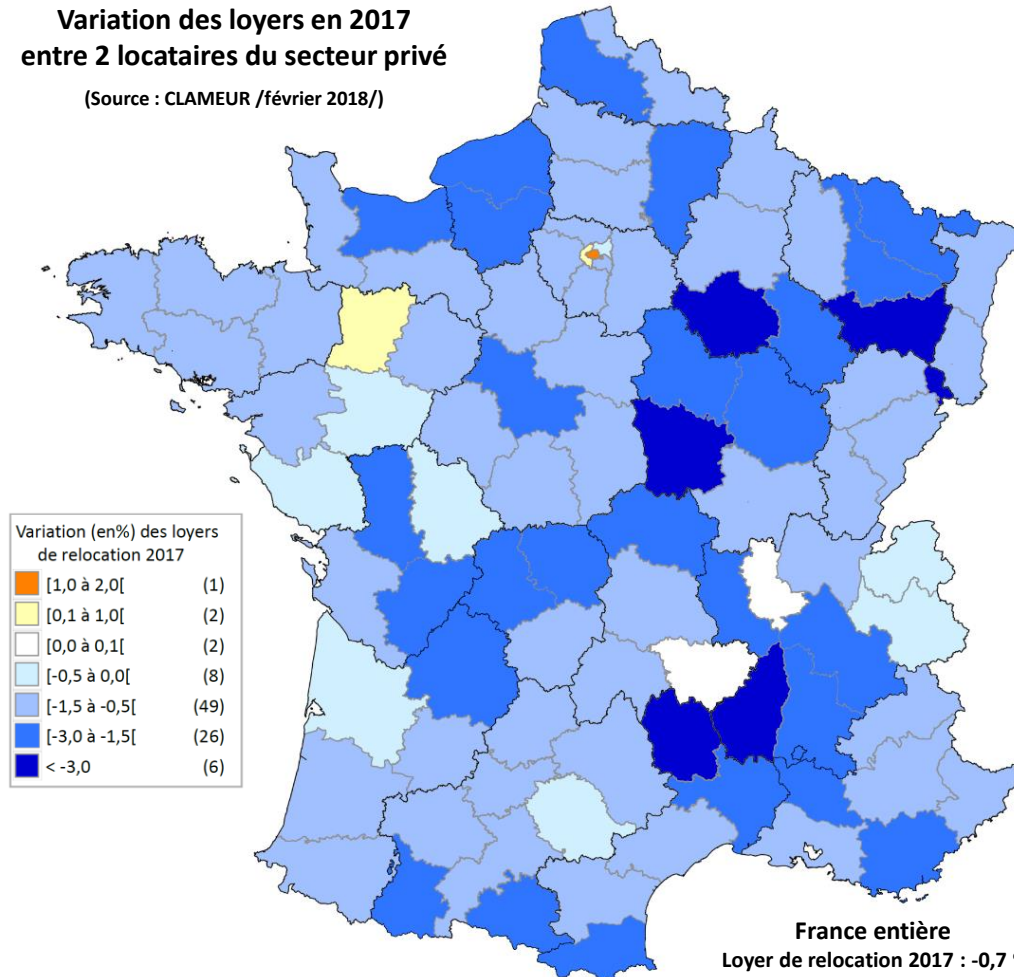 Variation des loyers en 2017
entre 2 locataires du secteur privé
(Source : CLAMEUR /février 2018/)
Variation (en%) des loyers
de relocation 2017
[1,0 à 2,0[ (1)
[0,1 à 1,0[ (2)
[0,0 à 0,1[ (2)
[-0,5 à 0,0[ (8)
[-1,5 à -0,5[ (49)
[-3,0 à -1,5[ (26)
< -3,0 (6)
France entière
Loyer de relocation 2017 : -0,7